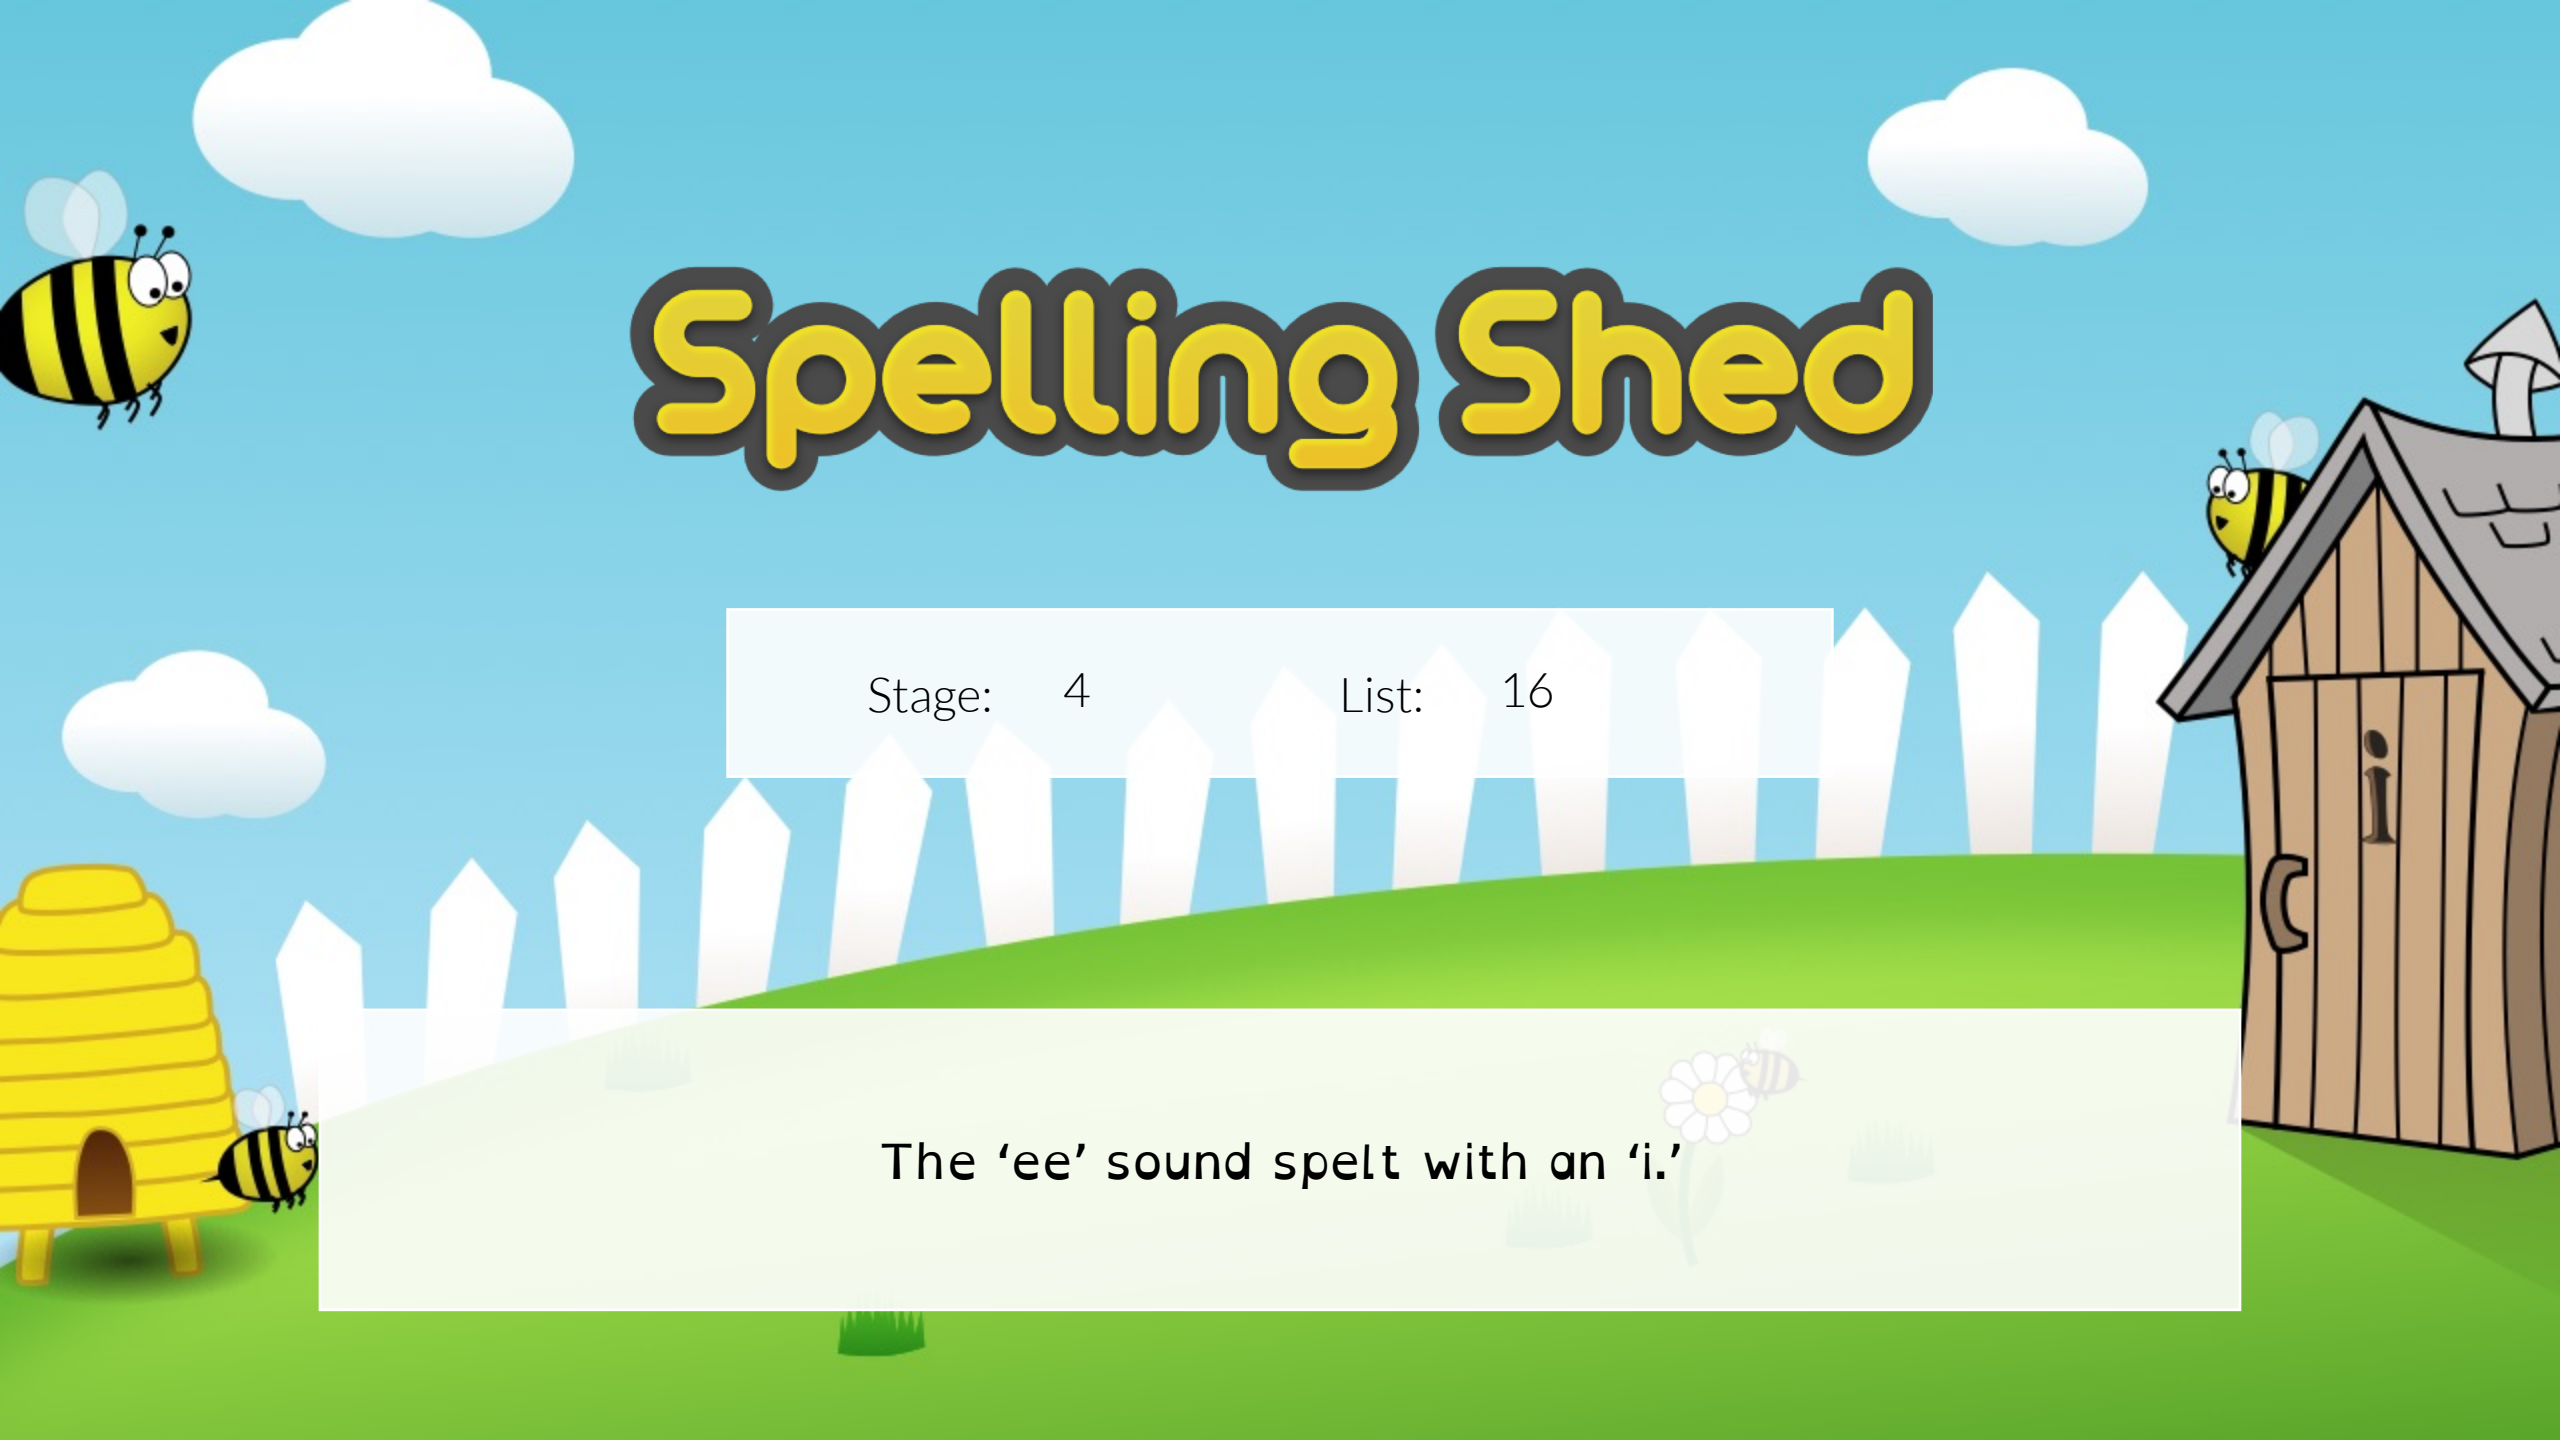 Spelling Shed
Stage: 4 List: 16
i
The ‘ee’ sound spelt with an ‘i.’